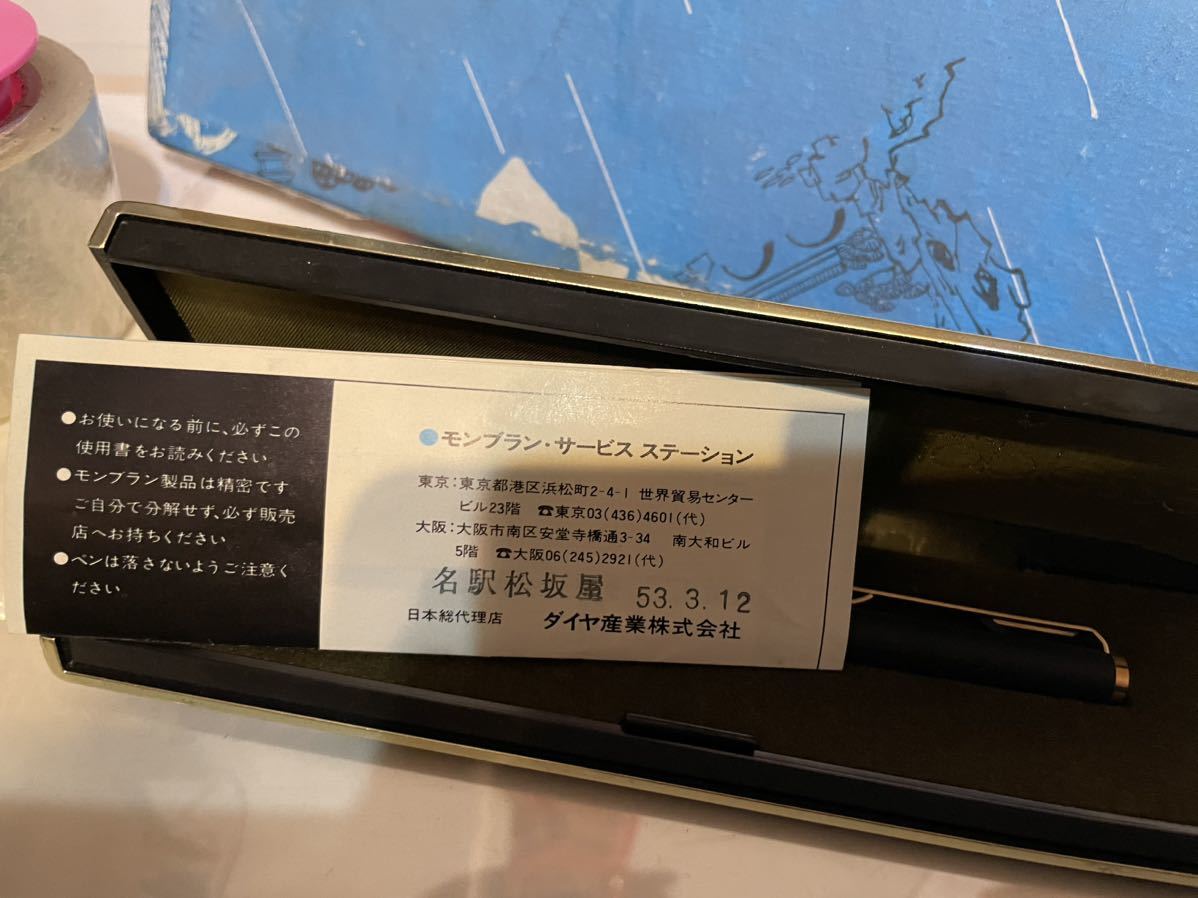 ●お使いになる前に、必ずこの
使用書をお読みください
●モンブラン製品は精密です
ご自分で分解せず、必ず販売
店へお持ちください
●ペンは落さないようご注意く
ださい
●モンブラン・サービス ステーション
東京:東京都港区浜松町2-4-1 世界貿易センター
ビル23階 ☎東京03(436)4601(代)
大阪:大阪市南区安堂寺橋通3-34 南大和ビル
5階 ☎大阪06(245)2921(代)
名駅松坂屋 53.3.12
日本総代理店 ダイヤ産業株式会社